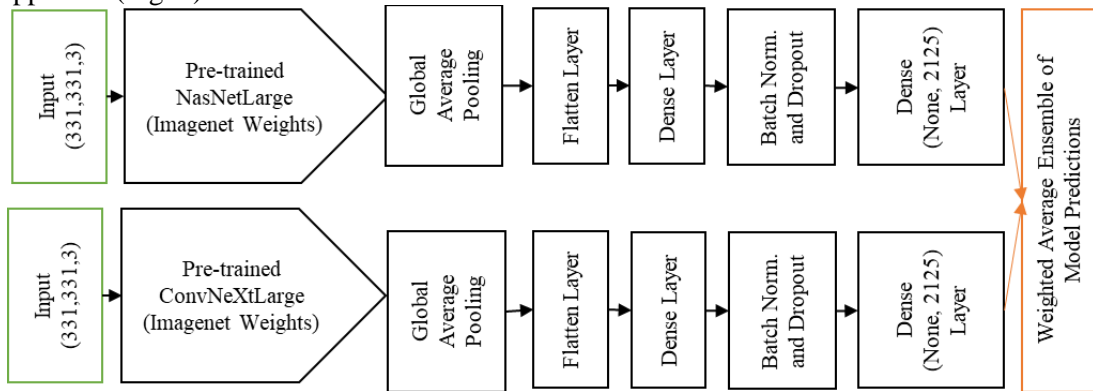 Input
(331,331,3)
Pre-trained
NasNetLarge
(Imagenet Weights)
Global
Average
Pooling
Flatten Layer
Dense Layer
Batch Norm.
and Dropout
Dense
(None, 2125)
Layer
Weighted Average Ensemble of
Model Predictions
Input
(331,331,3)
Pre-trained
ConvNeXtLarge
(Imagenet Weights)
Global
Average
Pooling
Flatten Layer
Dense Layer
Batch Norm.
and Dropout
Dense
(None, 2125)
Layer